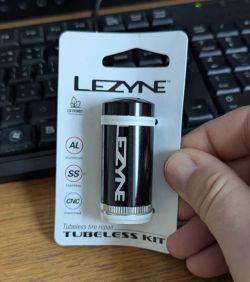 LEZYNE
AL
SS
CNC
LEZYNE
Tubeless tire repair
TUBELESS KIT